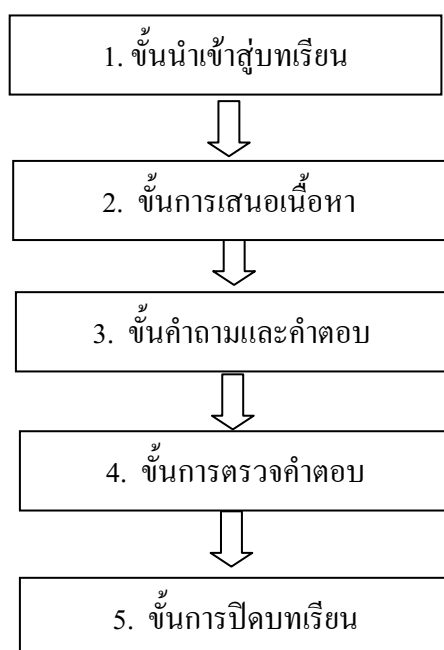 1. ขั้นนำเข้าสู่บทเรียน
2. ขั้นการเสนอเนื้อหา
3. ขั้นคำถามและคำตอบ
4. ขั้นการตรวจคำตอบ
5. ขั้นการปิดบทเรียน